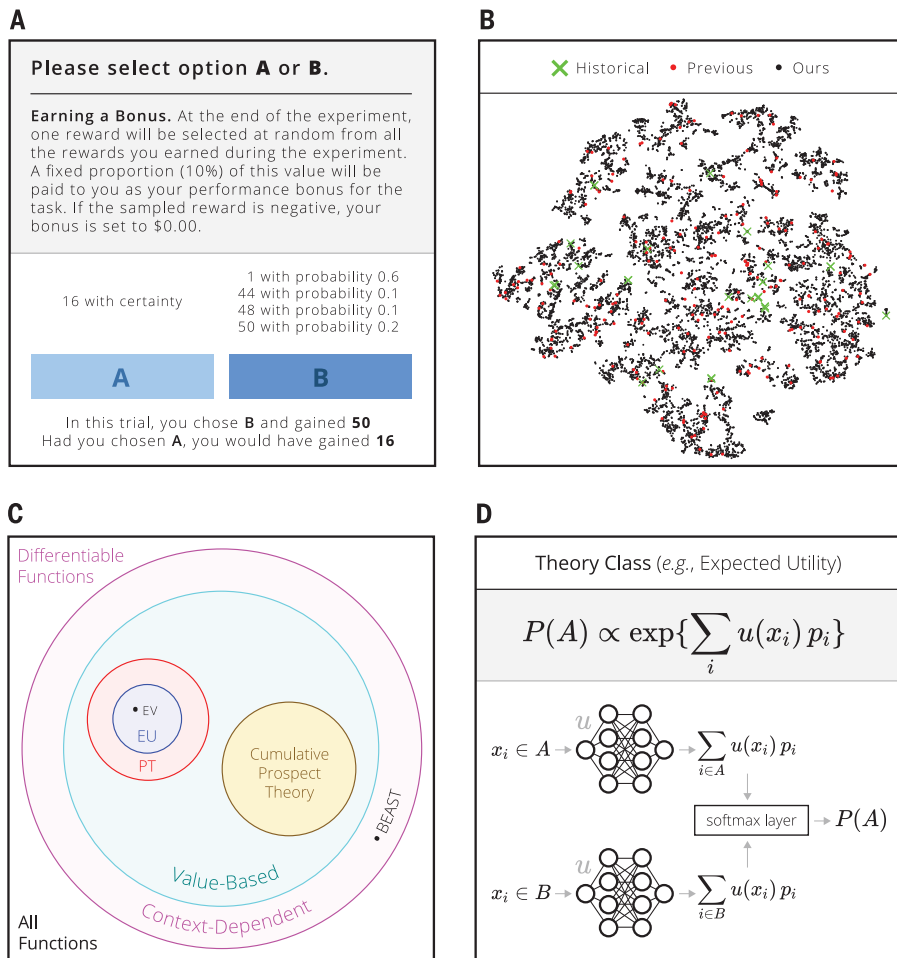 A
Please select option A or B.
Earning a Bonus. At the end of the experiment,
one reward will be selected at random from all
the rewards you earned during the experiment.
A fixed proportion (10%) of this value will be
paid to you as your performance bonus for the
task. If the sampled reward is negative, your
bonus is set to $0.00.
16 with certainty
1 with probability 0.6
44 with probability 0.1
48 with probability 0.1
50 with probability 0.2
A
B
In this trial, you chose B and gained 50
Had you chosen A, you would have gained 16
B
Historical
Previous
Ours
C
Differentiable
Functions
EV
EU
PT
Cumulative
Prospect
Theory
BEAST
Value-Based
Context-Dependent
All
Functions
D
Theory Class (e.g., Expected Utility)
P(A) ∝ exp{∑ᵢ u(xᵢ) pᵢ}
u
xᵢ ∈ A
∑ i∈A u(xᵢ) pᵢ
softmax layer
P(A)
u
xᵢ ∈ B
∑ i∈B u(xᵢ) pᵢ